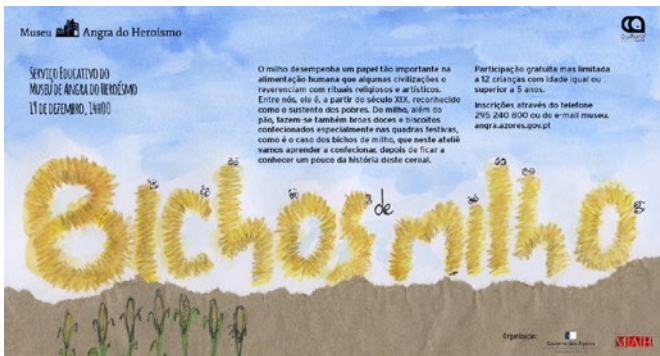 Museu Angra do Heroísmo
cultura
Serviço Educativo do
Museu de Angra do Heroísmo
19 de dezembro, 14h00
O milho desempenha um papel tão importante na
alimentação humana que algumas civilizações o
reverenciam com rituais religiosos e artísticos.
Entre nós, ele é, a partir do século XIX, reconhecido
como o sustento dos pobres. Do milho, além do
pão, fazem-se também broas doces e biscoitos
confecionados especialmente nas quadras festivas,
como é o caso dos bichos de milho, que neste ateliê
vamos aprender a confecionar, depois de ficar a
conhecer um pouco da história deste cereal.
Participação gratuita mas limitada
a 12 crianças com idade igual ou
superior a 5 anos.
Inscrições através do telefone
295 240 800 ou do e-mail museu.
angra.azores.gov.pt
Bichos de milho
Organização:
Governo dos Açores
MAH